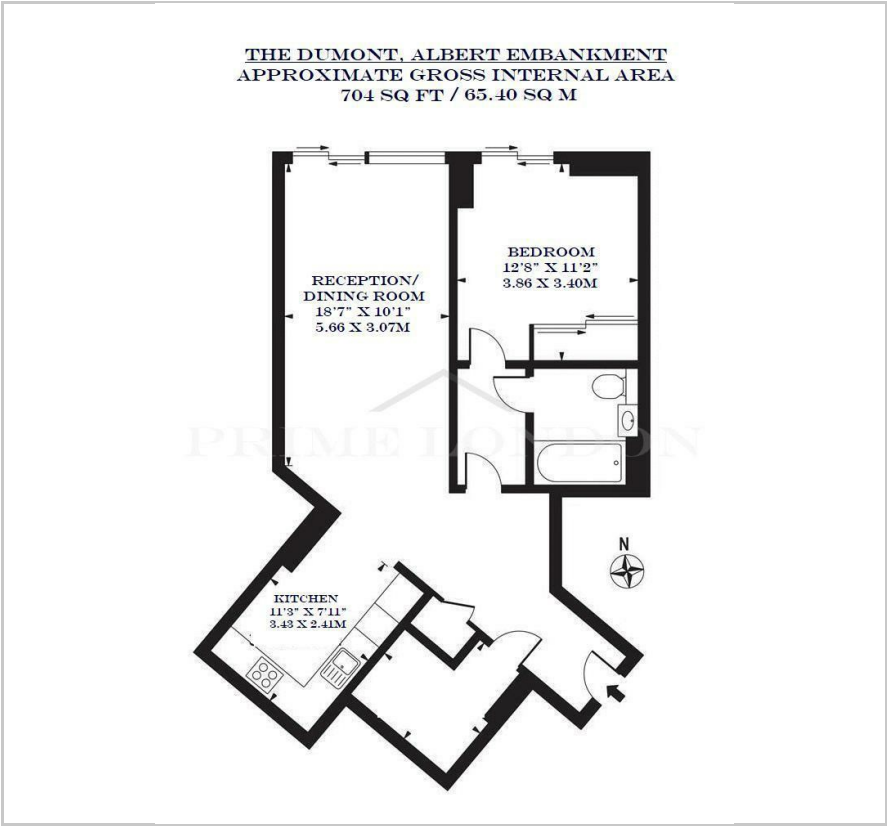 THE DUMONT, ALBERT EMBANKMENT
APPROXIMATE GROSS INTERNAL AREA
704 SQ FT / 65.40 SQ M
BEDROOM
12'8" X 11'2"
3.86 X 3.40M
RECEPTION/
DINING ROOM
18'7" X 10'1"
5.66 X 3.07M
PRIME LONDON
N
KITCHEN
11'3" X 7'11"
3.43 X 2.41M